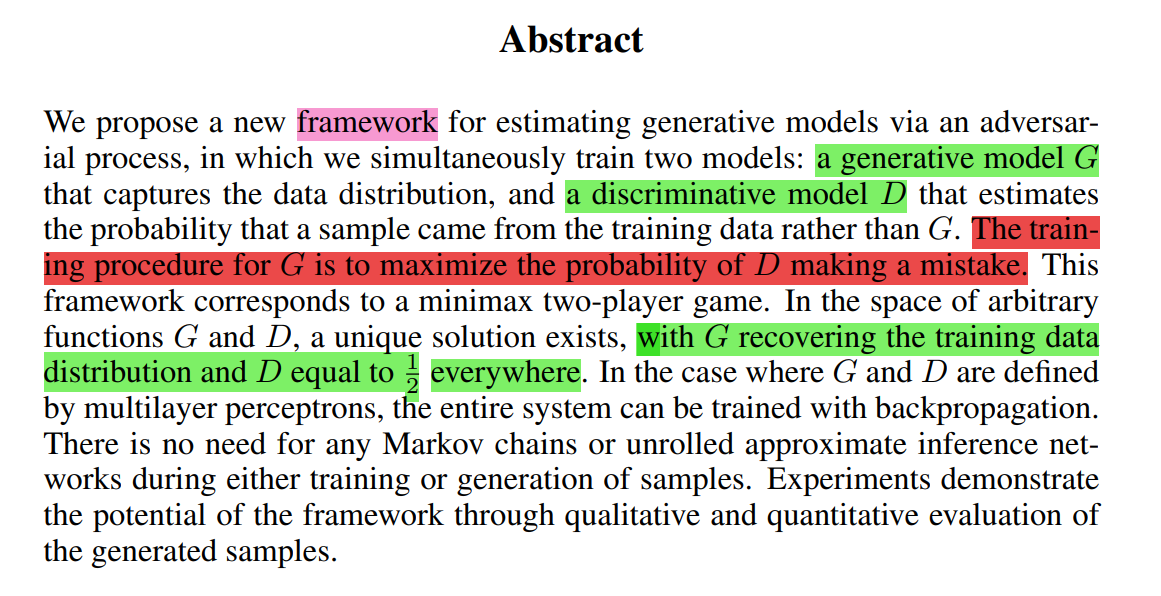 Abstract
We propose a new framework for estimating generative models via an adversar-
ial process, in which we simultaneously train two models: a generative model G
that captures the data distribution, and a discriminative model D that estimates
the probability that a sample came from the training data rather than G. The train-
ing procedure for G is to maximize the probability of D making a mistake. This
framework corresponds to a minimax two-player game. In the space of arbitrary
functions G and D, a unique solution exists, with G recovering the training data
distribution and D equal to 1/2 everywhere. In the case where G and D are defined
by multilayer perceptrons, the entire system can be trained with backpropagation.
There is no need for any Markov chains or unrolled approximate inference net-
works during either training or generation of samples. Experiments demonstrate
the potential of the framework through qualitative and quantitative evaluation of
the generated samples.